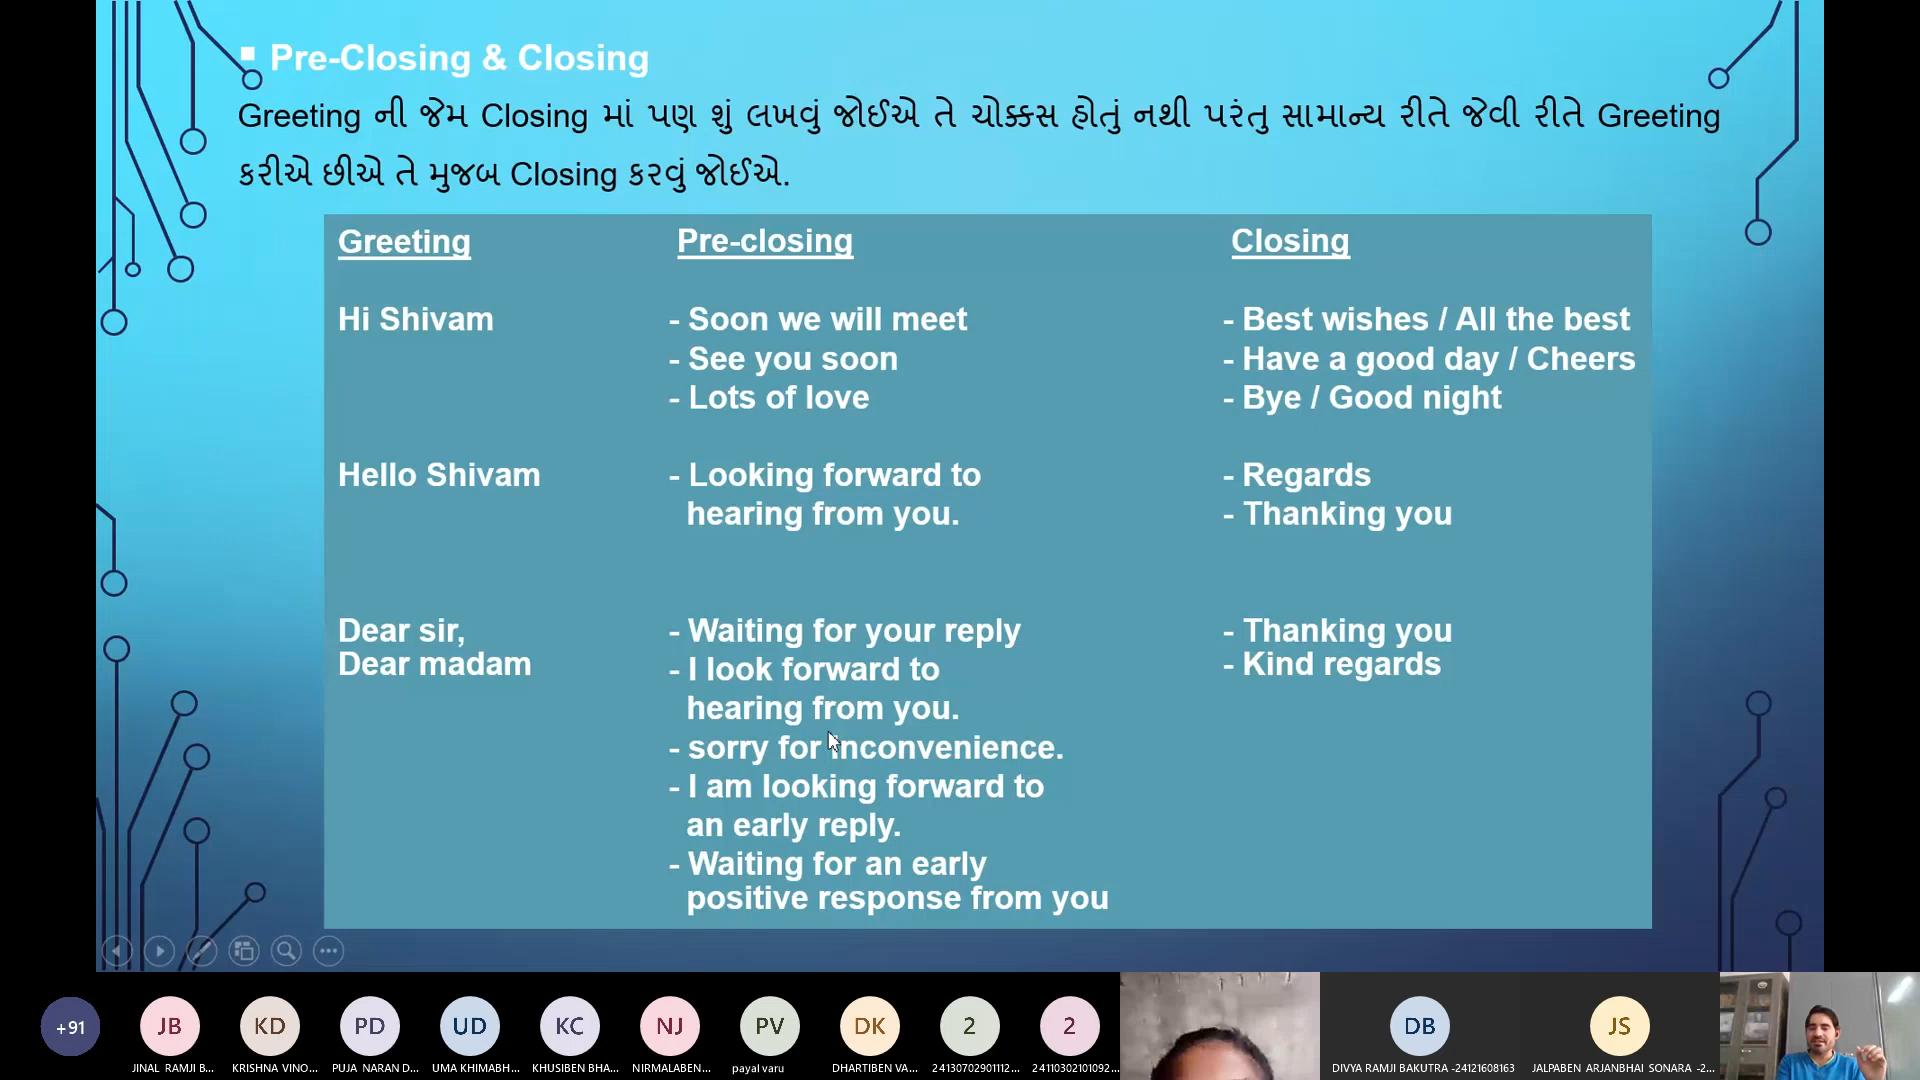 Pre-Closing & Closing
Greeting ની જેમ Closing માં પણ શું લખવું જોઈએ તે ચોક્કસ હોતું નથી પરંતુ સામાન્ય રીતે જેવી રીતે Greeting
કરીએ છીએ તે મુજબ Closing કરવું જોઈએ.
Greeting Pre-closing Closing
Hi Shivam - Soon we will meet - Best wishes / All the best
- See you soon - Have a good day / Cheers
- Lots of love - Bye / Good night
Hello Shivam - Looking forward to - Regards
hearing from you. - Thanking you
Dear sir, - Waiting for your reply - Thanking you
Dear madam - I look forward to - Kind regards
hearing from you.
- sorry for inconvenience.
- I am looking forward to
an early reply.
- Waiting for an early
positive response from you
+91 JB KD PD UD KC NJ PV DK 2 2 DB JS
JINAL RAMJI B... KRISHNA VINO... PUJA NARAN D... UMA KHIMABH... KHUSIBEN BHA... NIRMALABEN... payal varu DHARTIBEN VA... 24130702901112... 24110302101092... DIVYA RAMJI BAKUTRA -24121608163 JALPABEN ARJANBHAI SONARA -2...